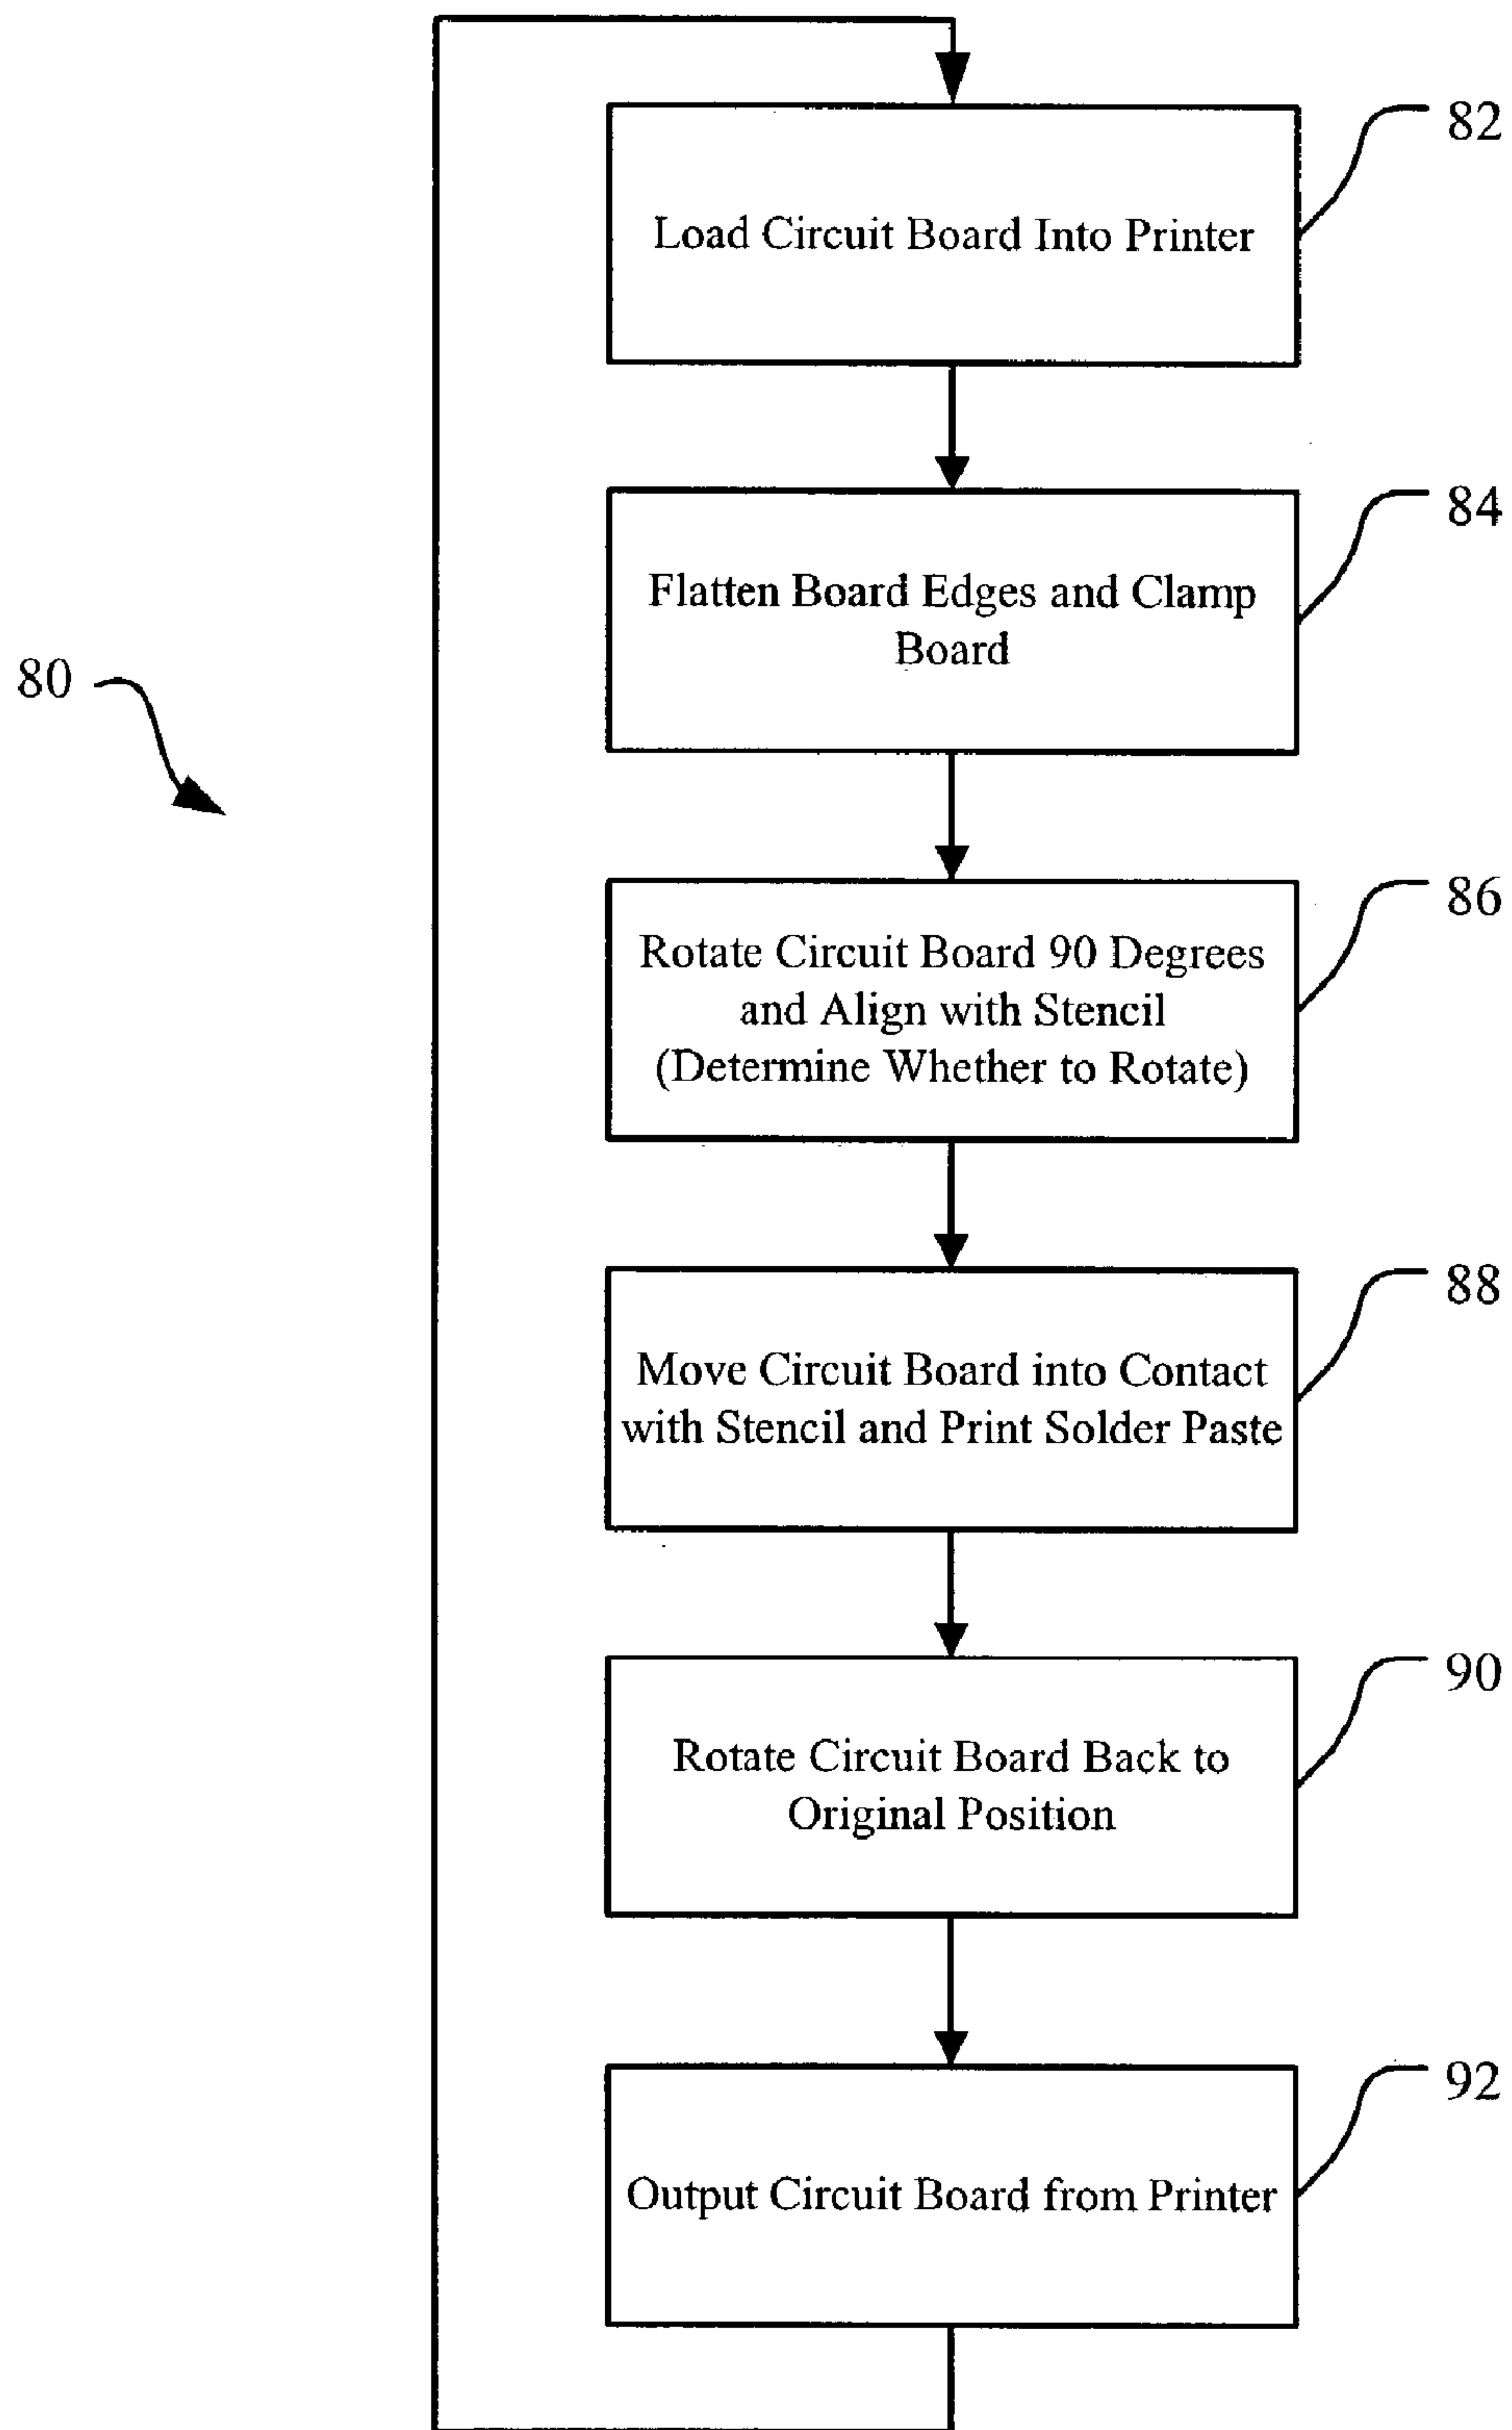 82
Load Circuit Board Into Printer
84
Flatten Board Edges and Clamp
Board
80
86
Rotate Circuit Board 90 Degrees
and Align with Stencil
(Determine Whether to Rotate)
88
Move Circuit Board into Contact
with Stencil and Print Solder Paste
90
Rotate Circuit Board Back to
Original Position
92
Output Circuit Board from Printer